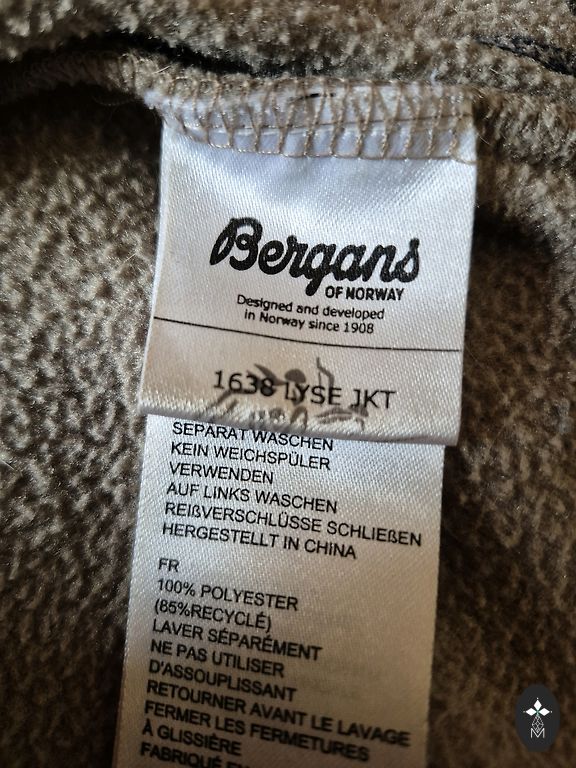 Bergans
OF NORWAY
Designed and developed
in Norway since 1908
1638 LYSE JKT
SEPARAT WASCHEN
KEIN WEICHSPÜLER
VERWENDEN
AUF LINKS WASCHEN
REIßVERSCHLÜSSE SCHLIEßEN
HERGESTELLT IN CHINA
FR
100% POLYESTER
(85%RECYCLÉ)
LAVER SÉPARÉMENT
NE PAS UTILISER
D'ASSOUPLISSANT
RETOURNER AVANT LE LAVAGE
FERMER LES FERMETURES
À GLISSIÈRE
FABRIQUÉ EN